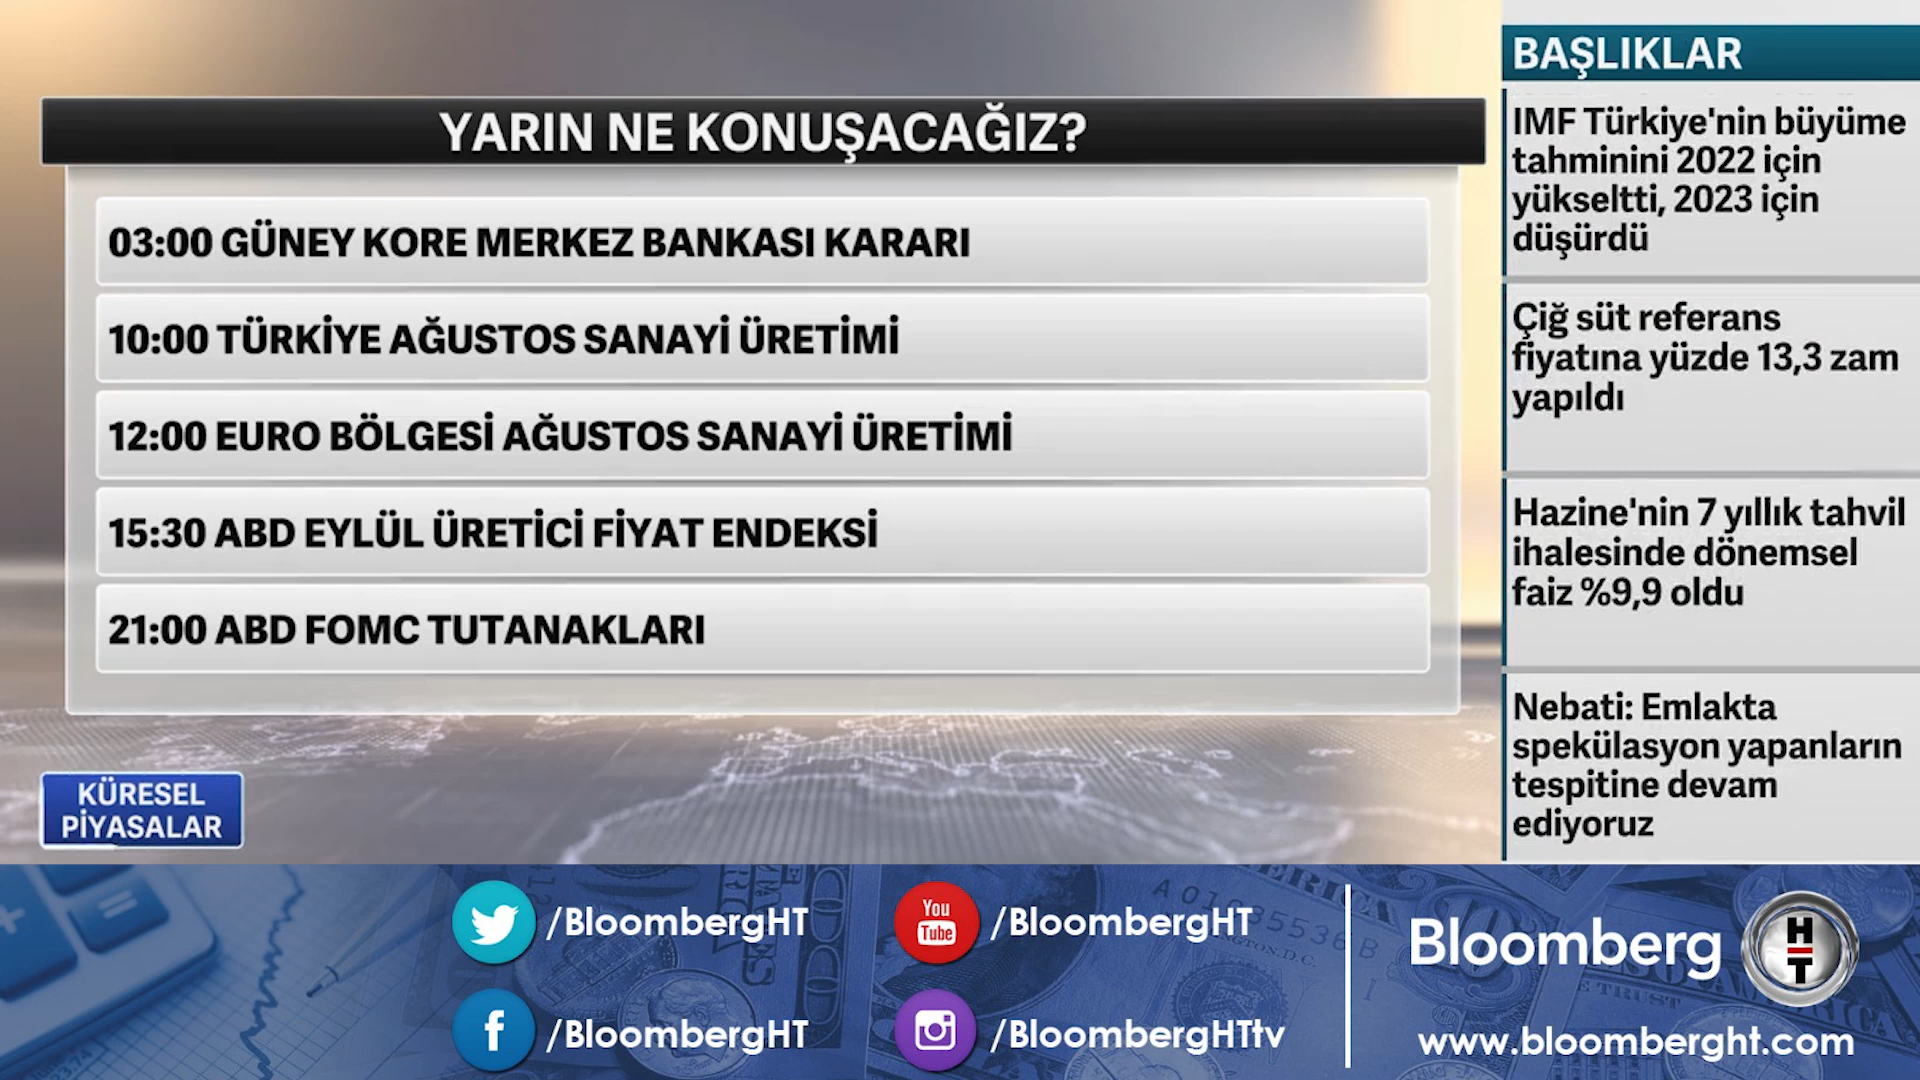 YARIN NE KONUŞACAĞIZ?
03:00 GÜNEY KORE MERKEZ BANKASI KARARI
10:00 TÜRKİYE AĞUSTOS SANAYİ ÜRETİMİ
12:00 EURO BÖLGESİ AĞUSTOS SANAYİ ÜRETİMİ
15:30 ABD EYLÜL ÜRETİCİ FİYAT ENDEKSİ
21:00 ABD FOMC TUTANAKLARI
KÜRESEL
PİYASALAR
BAŞLIKLAR
IMF Türkiye'nin büyüme
tahminini 2022 için
yükseltti, 2023 için
düşürdü
Çiğ süt referans
fiyatına yüzde 13,3 zam
yapıldı
Hazine'nin 7 yıllık tahvil
ihalesinde dönemsel
faiz %9,9 oldu
Nebati: Emlakta
spekülasyon yapanların
tespitine devam
ediyoruz
/BloombergHT
You
Tube
/BloombergHT
f
/BloombergHT
/BloombergHTtv
Bloomberg
H
T
www.bloomberght.com